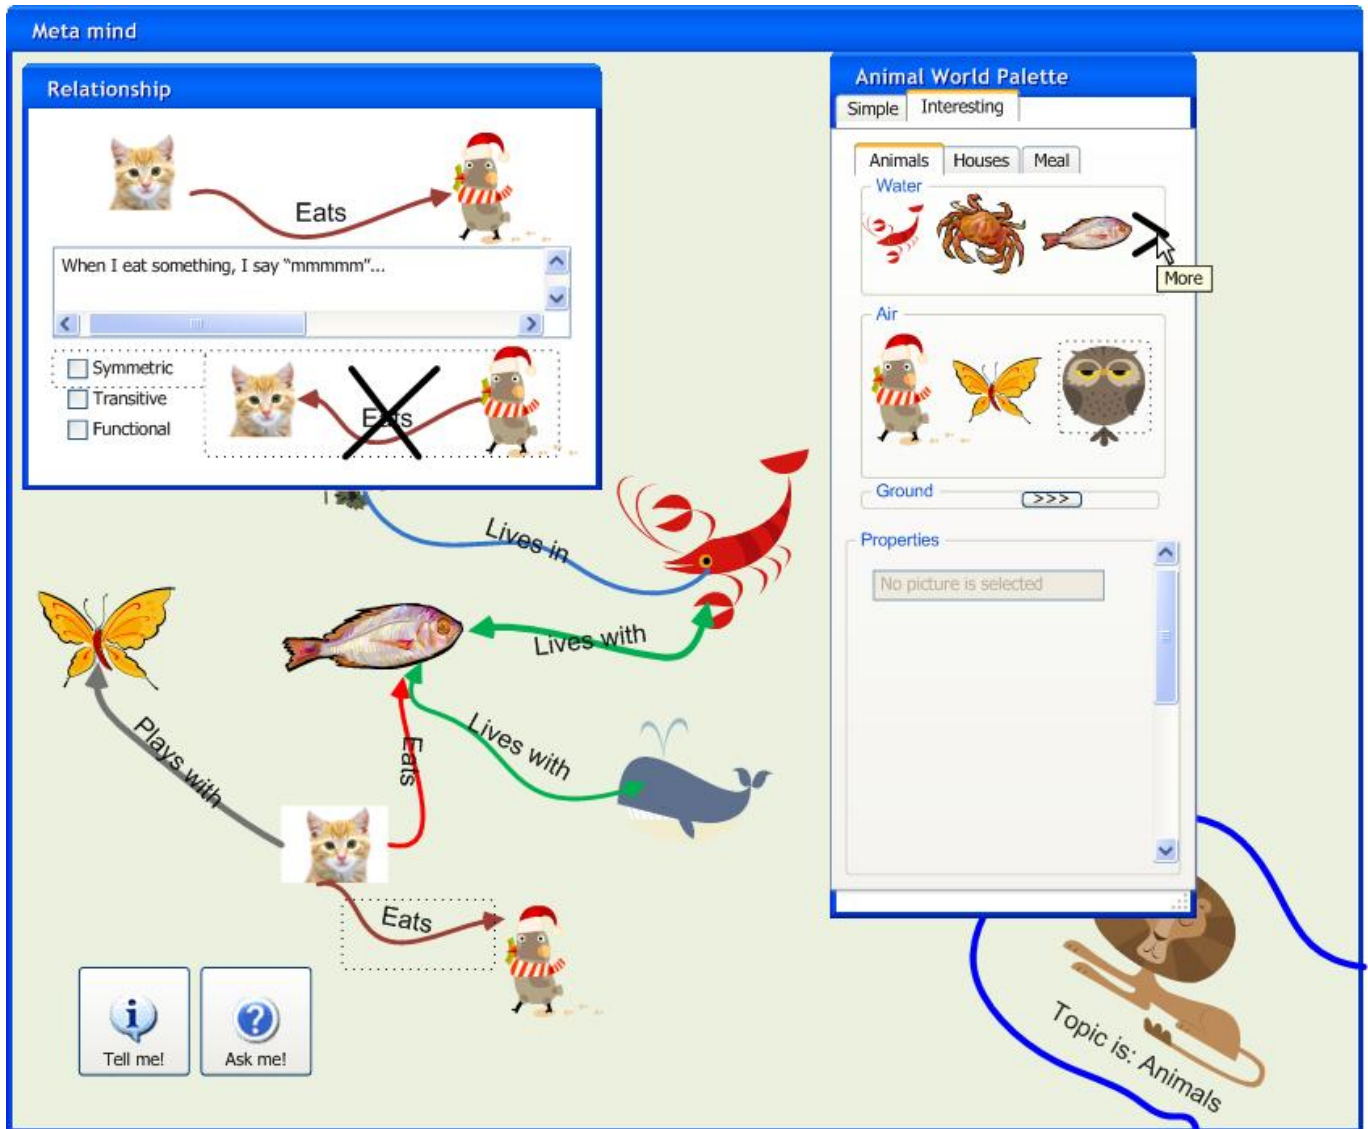 Meta mind
Relationship
Eats
When I eat something, I say “mmmmm”...
Symmetric
Transitive
Functional
Eats
Animal World Palette
Simple
Interesting
Animals
Houses
Meal
Water
More
Air
Ground
>>>
Properties
No picture is selected
Lives in
Lives with
Lives with
Eats
Plays with
Eats
Tell me!
Ask me!
Topic is: Animals